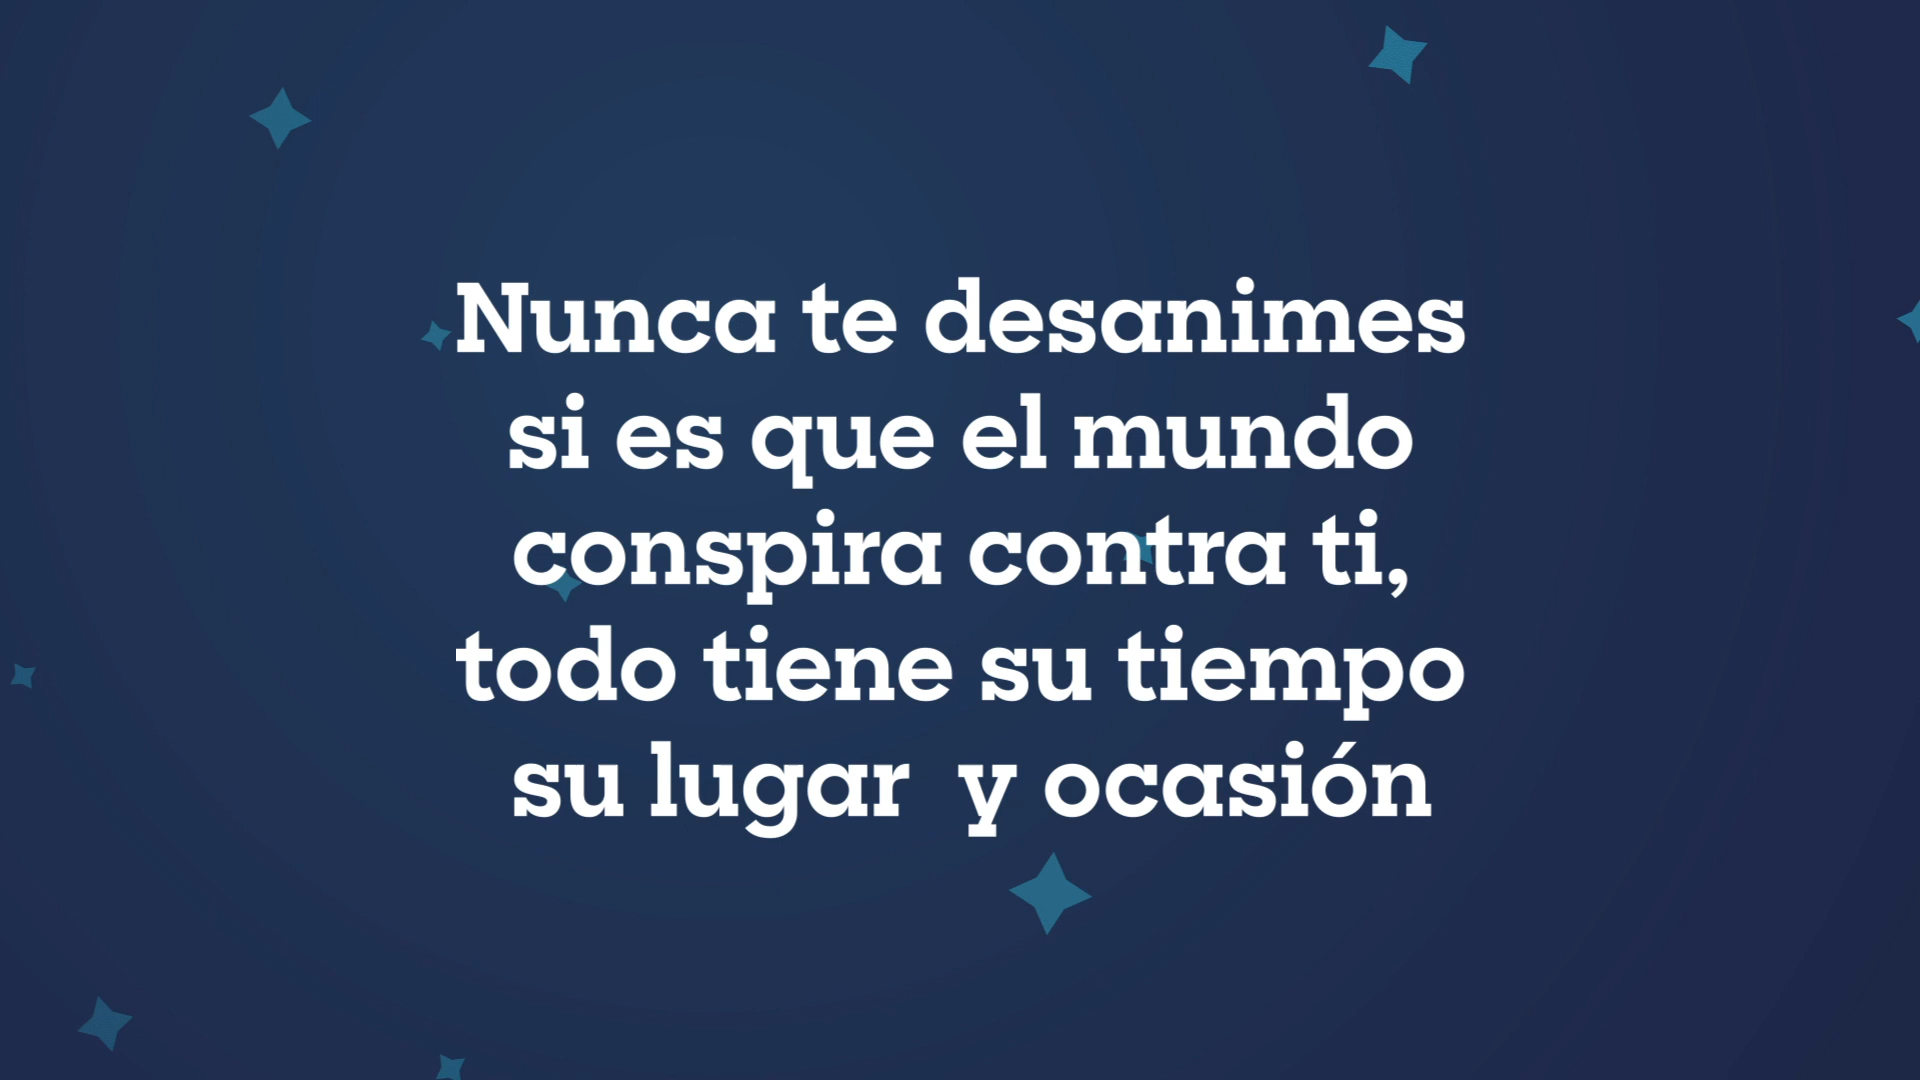 Nunca te desanimes
si es que el mundo
conspira contra ti,
todo tiene su tiempo
su lugar  y ocasión